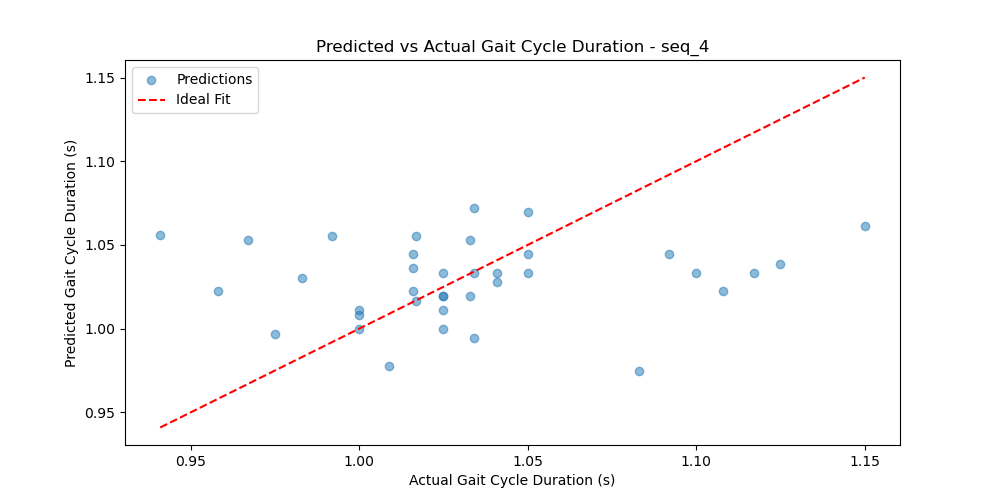 Predicted vs Actual Gait Cycle Duration - seq_4
Predictions
Ideal Fit
Predicted Gait Cycle Duration (s)
1.15
1.10
1.05
1.00
0.95
0.95 1.00 1.05 1.10 1.15
Actual Gait Cycle Duration (s)